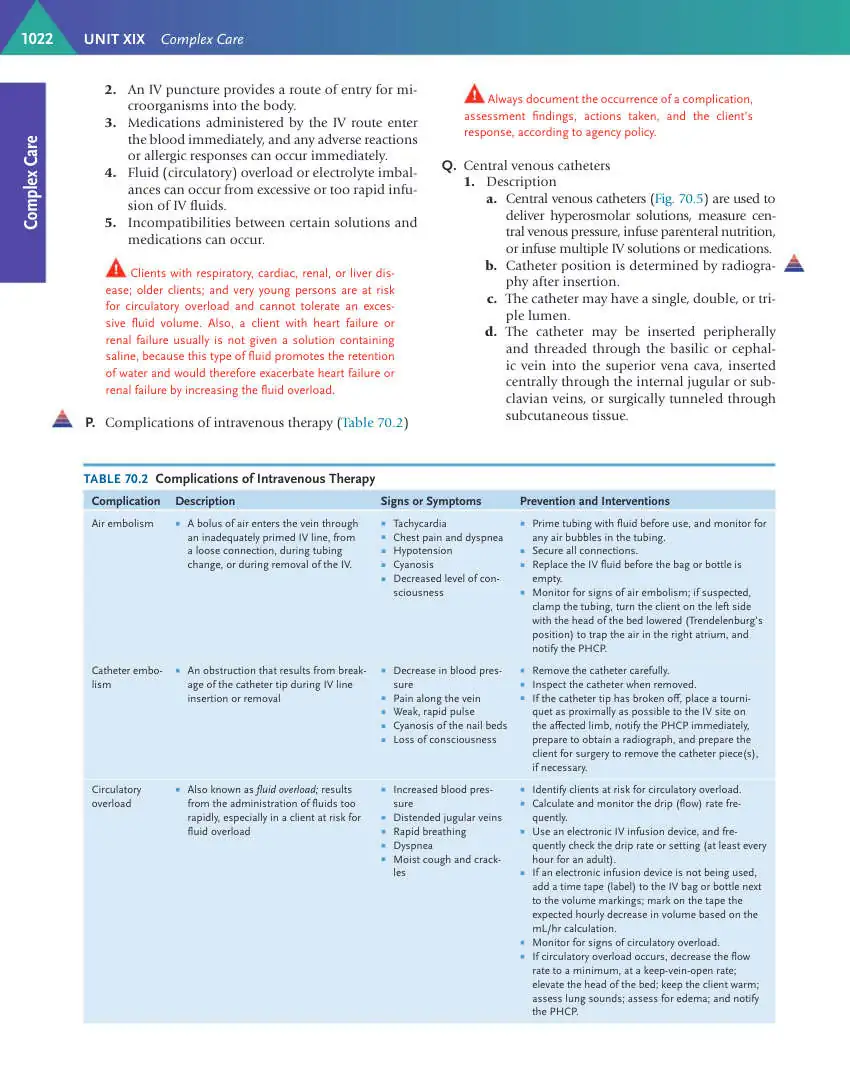 1022
UNIT XIX Complex Care
Complex Care
2. An IV puncture provides a route of entry for mi-
croorganisms into the body.
3. Medications administered by the IV route enter
the blood immediately, and any adverse reactions
or allergic responses can occur immediately.
4. Fluid (circulatory) overload or electrolyte imbal-
ances can occur from excessive or too rapid infu-
sion of IV fluids.
5. Incompatibilities between certain solutions and
medications can occur.
Clients with respiratory, cardiac, renal, or liver dis-
ease; older clients; and very young persons are at risk
for circulatory overload and cannot tolerate an exces-
sive fluid volume. Also, a client with heart failure or
renal failure usually is not given a solution containing
saline, because this type of fluid promotes the retention
of water and would therefore exacerbate heart failure or
renal failure by increasing the fluid overload.
P. Complications of intravenous therapy (Table 70.2)
Always document the occurrence of a complication,
assessment findings, actions taken, and the client's
response, according to agency policy.
Q. Central venous catheters
1. Description
a. Central venous catheters (Fig. 70.5) are used to
deliver hyperosmolar solutions, measure cen-
tral venous pressure, infuse parenteral nutrition,
or infuse multiple IV solutions or medications.
b. Catheter position is determined by radiogra-
phy after insertion.
c. The catheter may have a single, double, or tri-
ple lumen.
d. The catheter may be inserted peripherally
and threaded through the basilic or cephal-
ic vein into the superior vena cava, inserted
centrally through the internal jugular or sub-
clavian veins, or surgically tunneled through
subcutaneous tissue.
TABLE 70.2 Complications of Intravenous Therapy
Complication Description Signs or Symptoms Prevention and Interventions
Air embolism
▪ A bolus of air enters the vein through
an inadequately primed IV line, from
a loose connection, during tubing
change, or during removal of the IV.
▪ Tachycardia
▪ Chest pain and dyspnea
▪ Hypotension
▪ Cyanosis
▪ Decreased level of con-
sciousness
▪ Prime tubing with fluid before use, and monitor for
any air bubbles in the tubing.
▪ Secure all connections.
▪ Replace the IV fluid before the bag or bottle is
empty.
▪ Monitor for signs of air embolism; if suspected,
clamp the tubing, turn the client on the left side
with the head of the bed lowered (Trendelenburg's
position) to trap the air in the right atrium, and
notify the PHCP.
Catheter embo-
lism
▪ An obstruction that results from break-
age of the catheter tip during IV line
insertion or removal
▪ Decrease in blood pres-
sure
▪ Pain along the vein
▪ Weak, rapid pulse
▪ Cyanosis of the nail beds
▪ Loss of consciousness
▪ Remove the catheter carefully.
▪ Inspect the catheter when removed.
▪ If the catheter tip has broken off, place a tourni-
quet as proximally as possible to the IV site on
the affected limb, notify the PHCP immediately,
prepare to obtain a radiograph, and prepare the
client for surgery to remove the catheter piece(s),
if necessary.
Circulatory
overload
▪ Also known as fluid overload; results
from the administration of fluids too
rapidly, especially in a client at risk for
fluid overload
▪ Increased blood pres-
sure
▪ Distended jugular veins
▪ Rapid breathing
▪ Dyspnea
▪ Moist cough and crack-
les
▪ Identify clients at risk for circulatory overload.
▪ Calculate and monitor the drip (flow) rate fre-
quently.
▪ Use an electronic IV infusion device, and fre-
quently check the drip rate or setting (at least every
hour for an adult).
▪ If an electronic infusion device is not being used,
add a time tape (label) to the IV bag or bottle next
to the volume markings; mark on the tape the
expected hourly decrease in volume based on the
mL/hr calculation.
▪ Monitor for signs of circulatory overload.
▪ If circulatory overload occurs, decrease the flow
rate to a minimum, at a keep-vein-open rate;
elevate the head of the bed; keep the client warm;
assess lung sounds; assess for edema; and notify
the PHCP.